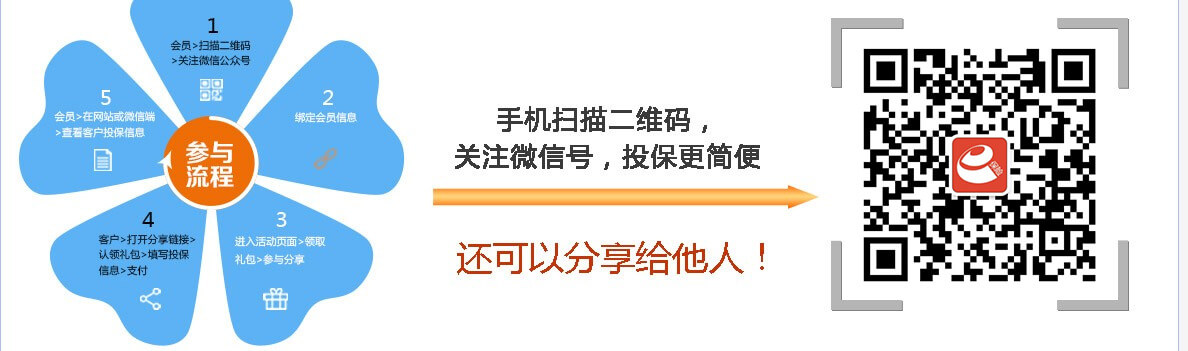 1
会员>扫描二维码
>关注微信公众号
2
绑定会员信息
3
进入活动页面>领取
礼包>参与分享
4
客户>打开分享链接>
认领礼包>填写投保
信息>支付
5
会员>在网站或微信端
>查看客户投保信息
参与
流程
手机扫描二维码，
关注微信号，投保更简便
还可以分享给他人！
保险